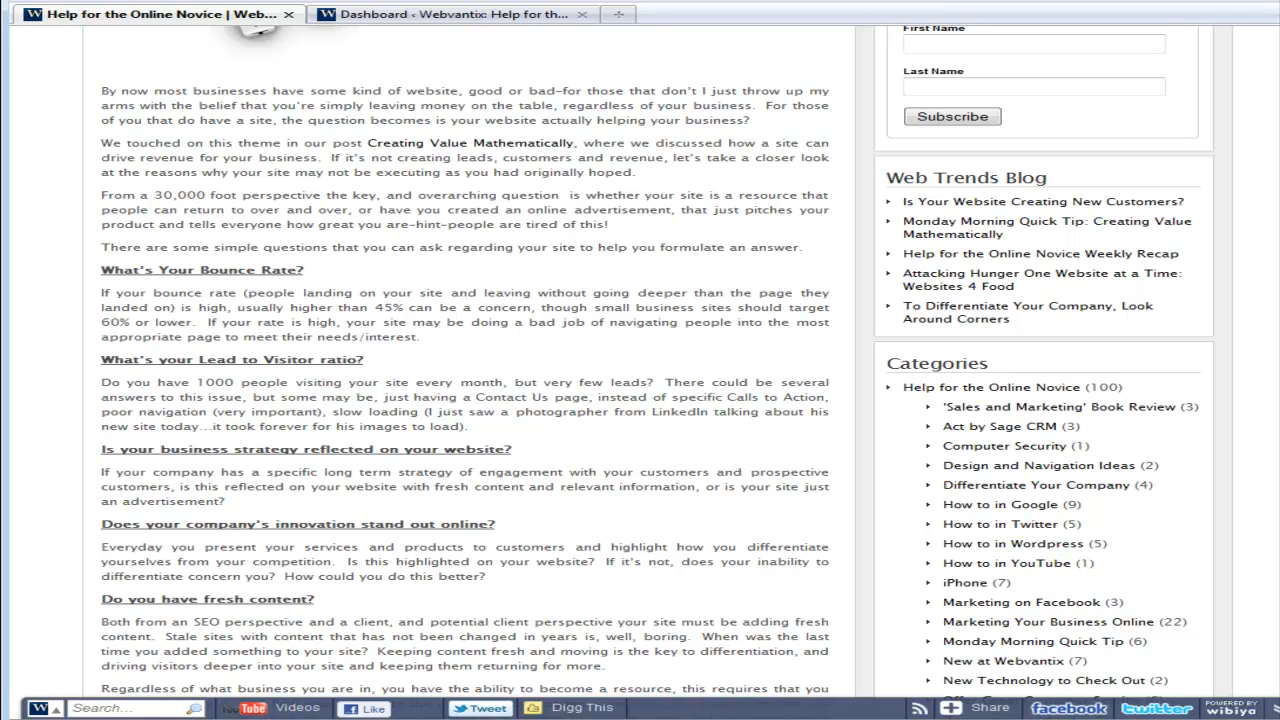 Help for the Online Novice | Web...
Dashboard ‹ Webvantix: Help for th...
By now most businesses have some kind of website, good or bad–for those that don't I just throw up my
arms with the belief that you're simply leaving money on the table, regardless of your business. For those
of you that do have a site, the question becomes is your website actually helping your business?
We touched on this theme in our post Creating Value Mathematically, where we discussed how a site can
drive revenue for your business. If it's not creating leads, customers and revenue, let's take a closer look
at the reasons why your site may not be executing as you had originally hoped.
From a 30,000 foot perspective the key, and overarching question is whether your site is a resource that
people can return to over and over, or have you created an online advertisement, that just pitches your
product and tells everyone how great you are–hint–people are tired of this!
There are some simple questions that you can ask regarding your site to help you formulate an answer.
What's Your Bounce Rate?
If your bounce rate (people landing on your site and leaving without going deeper than the page they
landed on) is high, usually higher than 45% can be a concern, though small business sites should target
60% or lower. If your rate is high, your site may be doing a bad job of navigating people into the most
appropriate page to meet their needs/interest.
What's your Lead to Visitor ratio?
Do you have 1000 people visiting your site every month, but very few leads? There could be several
answers to this issue, but some may be, just having a Contact Us page, instead of specific Calls to Action,
poor navigation (very important), slow loading (I just saw a photographer from LinkedIn talking about his
new site today...it took forever for his images to load).
Is your business strategy reflected on your website?
If your company has a specific long term strategy of engagement with your customers and prospective
customers, is this reflected on your website with fresh content and relevant information, or is your site just
an advertisement?
Does your company's innovation stand out online?
Everyday you present your services and products to customers and highlight how you differentiate
yourselves from your competition. Is this highlighted on your website? If it's not, does your inability to
differentiate concern you? How could you do this better?
Do you have fresh content?
Both from an SEO perspective and a client, and potential client perspective your site must be adding fresh
content. Stale sites with content that has not been changed in years is, well, boring. When was the last
time you added something to your site? Keeping content fresh and moving is the key to differentiation, and
driving visitors deeper into your site and keeping them returning for more.
Regardless of what business you are in, you have the ability to become a resource, this requires that you
First Name
Last Name
Subscribe
Web Trends Blog
Is Your Website Creating New Customers?
Monday Morning Quick Tip: Creating Value
Mathematically
Help for the Online Novice Weekly Recap
Attacking Hunger One Website at a Time:
Websites 4 Food
To Differentiate Your Company, Look
Around Corners
Categories
Help for the Online Novice (100)
'Sales and Marketing' Book Review (3)
Act by Sage CRM (3)
Computer Security (1)
Design and Navigation Ideas (2)
Differentiate Your Company (4)
How to in Google (9)
How to in Twitter (5)
How to in Wordpress (5)
How to in YouTube (1)
iPhone (7)
Marketing on Facebook (3)
Marketing Your Business Online (22)
Monday Morning Quick Tip (6)
New at Webvantix (7)
New Technology to Check Out (2)
W Search... You Tube Videos Like Tweet Digg This Share facebook twitter POWERED BY wibiya